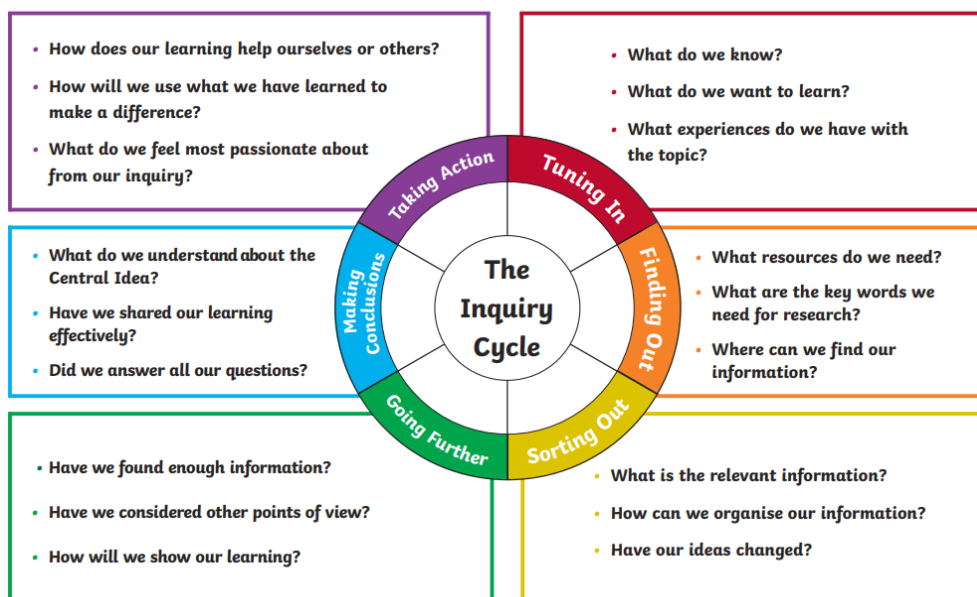 • How does our learning help ourselves or others?
• How will we use what we have learned to
make a difference?
• What do we feel most passionate about
from our inquiry?
• What do we know?
• What do we want to learn?
• What experiences do we have with
the topic?
Taking Action
Tuning In
• What do we understand about the
Central Idea?
• Have we shared our learning
effectively?
• Did we answer all our questions?
Making
Conclusions
The
Inquiry
Cycle
Finding Out
• What resources do we need?
• What are the key words we
need for research?
• Where can we find our
information?
Going Further
Sorting Out
• Have we found enough information?
• Have we considered other points of view?
• How will we show our learning?
• What is the relevant information?
• How can we organise our information?
• Have our ideas changed?